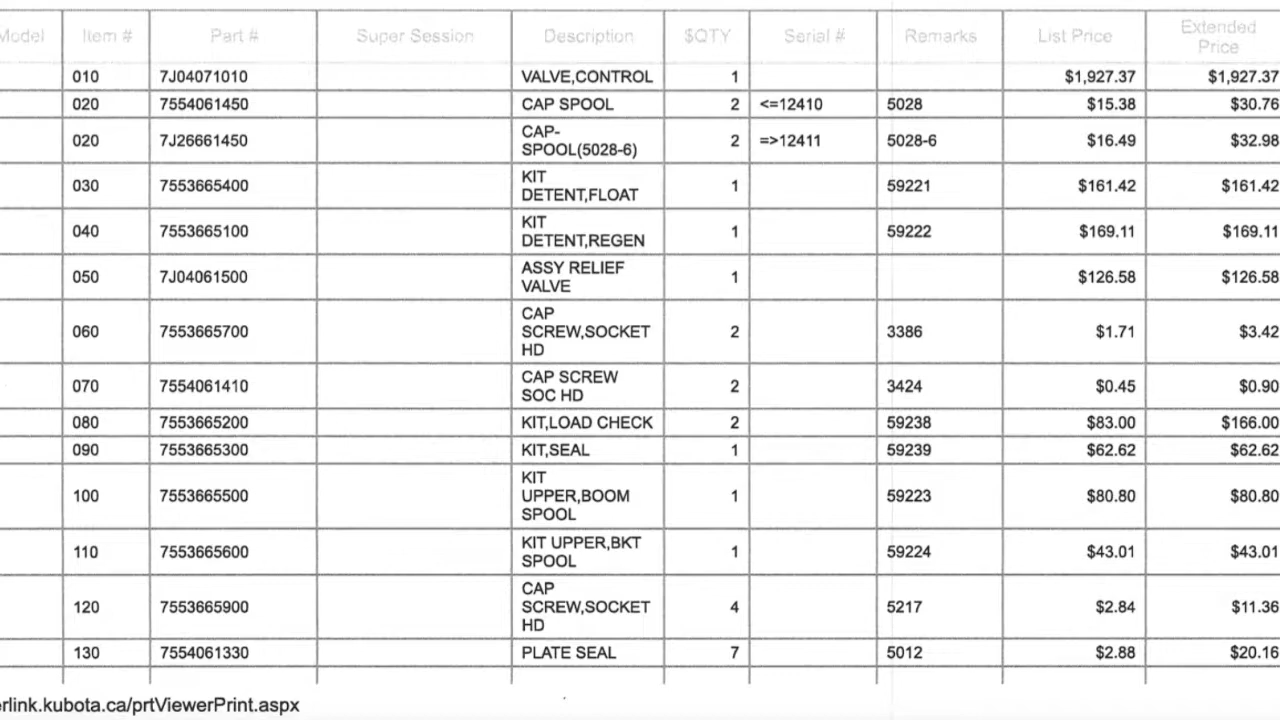 Model Item # Part # Super Session Description $QTY Serial # Remarks List Price Extended Price
010 7J04071010 VALVE,CONTROL 1 $1,927.37 $1,927.37
020 7554061450 CAP SPOOL 2 <=12410 5028 $15.38 $30.76
020 7J26661450 CAP-
SPOOL(5028-6) 2 =>12411 5028-6 $16.49 $32.98
030 7553665400 KIT
DETENT,FLOAT 1 59221 $161.42 $161.42
040 7553665100 KIT
DETENT,REGEN 1 59222 $169.11 $169.11
050 7J04061500 ASSY RELIEF
VALVE 1 $126.58 $126.58
060 7553665700 CAP
SCREW,SOCKET
HD 2 3386 $1.71 $3.42
070 7554061410 CAP SCREW
SOC HD 2 3424 $0.45 $0.90
080 7553665200 KIT,LOAD CHECK 2 59238 $83.00 $166.00
090 7553665300 KIT,SEAL 1 59239 $62.62 $62.62
100 7553665500 KIT
UPPER,BOOM
SPOOL 1 59223 $80.80 $80.80
110 7553665600 KIT UPPER,BKT
SPOOL 1 59224 $43.01 $43.01
120 7553665900 CAP
SCREW,SOCKET
HD 4 5217 $2.84 $11.36
130 7554061330 PLATE SEAL 7 5012 $2.88 $20.16
erlink.kubota.ca/prtViewerPrint.aspx